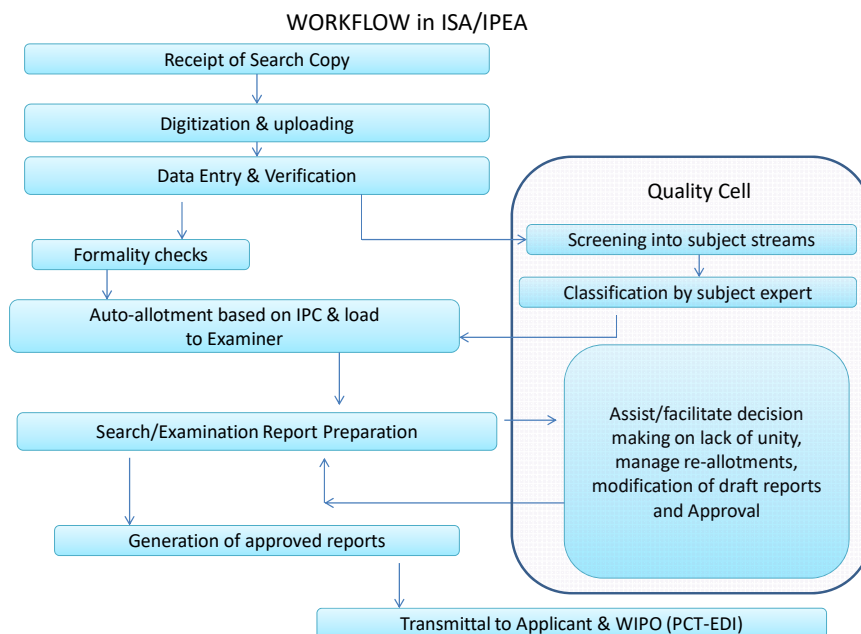 WORKFLOW in ISA/IPEA
Receipt of Search Copy
Digitization & uploading
Data Entry & Verification
Quality Cell
Screening into subject streams
Formality checks
Classification by subject expert
Auto-allotment based on IPC & load
to Examiner
Assist/facilitate decision
making on lack of unity,
manage re-allotments,
modification of draft reports
and Approval
Search/Examination Report Preparation
Generation of approved reports
Transmittal to Applicant & WIPO (PCT-EDI)